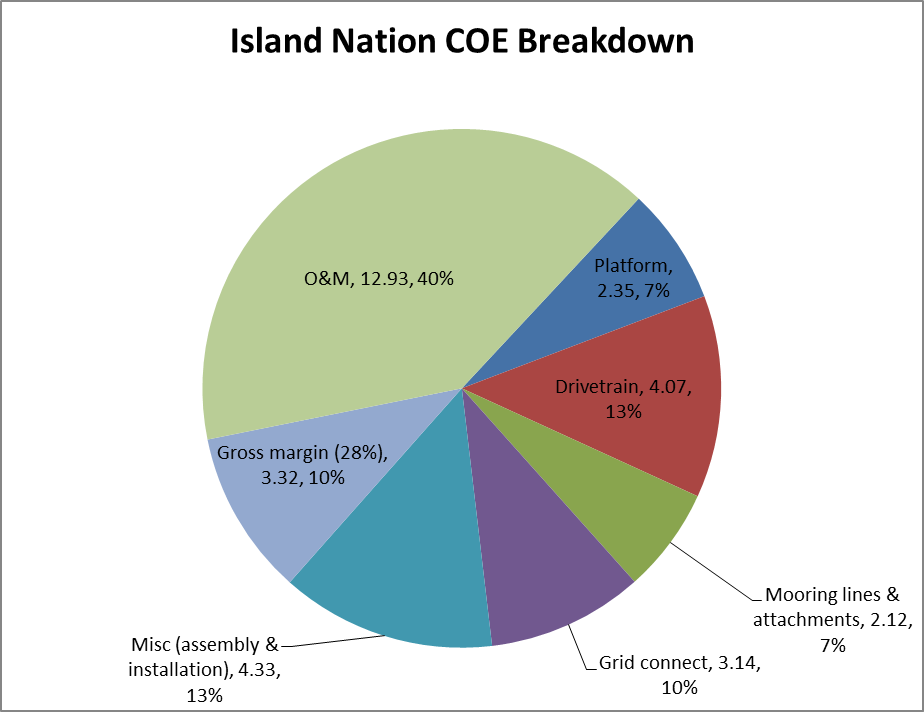 Island Nation COE Breakdown
O&M, 12.93, 40%
Platform,
2.35, 7%
Drivetrain, 4.07,
13%
Gross margin (28%),
3.32, 10%
Mooring lines &
attachments, 2.12,
7%
Misc (assembly &
installation), 4.33,
13%
Grid connect, 3.14,
10%